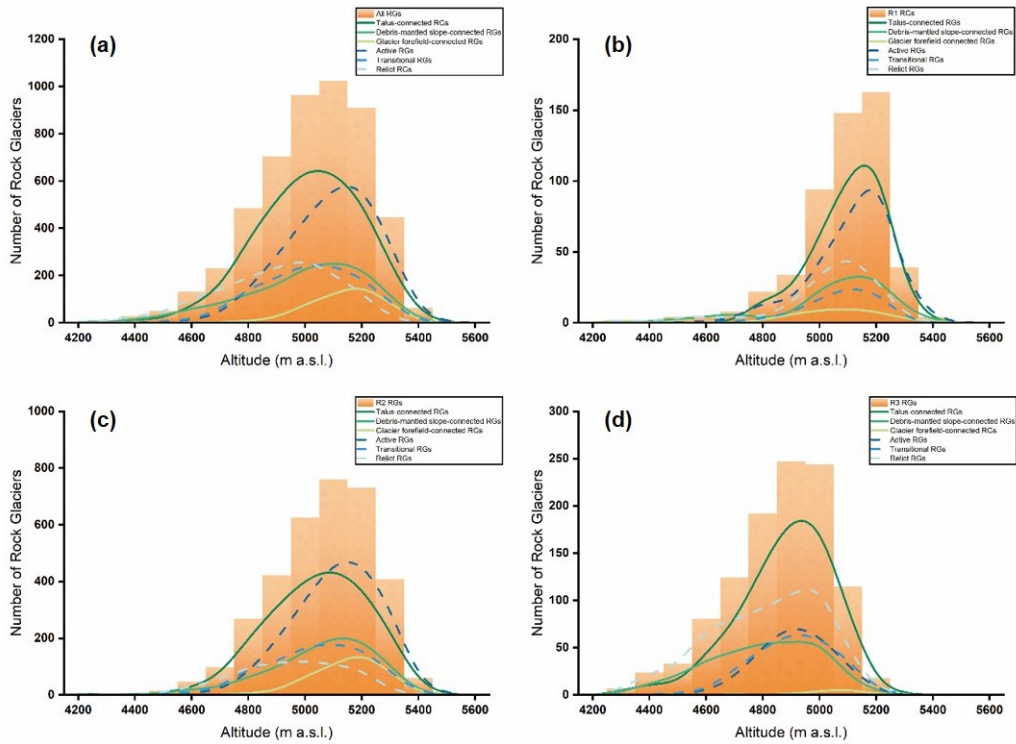 (a)
All RGs
Talus-connected RGs
Debris-mantled slope-connected RGs
Glacier forefield-connected RGs
Active RGs
Transitional RGs
Relict RGs
Number of Rock Glaciers
1200
1000
800
600
400
200
0
4200 4400 4600 4800 5000 5200 5400 5600
Altitude (m a.s.l.)
(b)
R1 RGs
Talus-connected RGs
Debris-mantled slope-connected RGs
Glacier forefield-connected RGs
Active RGs
Transitional RGs
Relict RGs
Number of Rock Glaciers
200
150
100
50
0
4200 4400 4600 4800 5000 5200 5400 5600
Altitude (m a.s.l.)
(c)
R2 RGs
Talus-connected RGs
Debris-mantled slope-connected RGs
Glacier forefield-connected RGs
Active RGs
Transitional RGs
Relict RGs
Number of Rock Glaciers
1000
800
600
400
200
0
4200 4400 4600 4800 5000 5200 5400 5600
Altitude (m a.s.l.)
(d)
R3 RGs
Talus-connected RGs
Debris-mantled slope-connected RGs
Glacier forefield-connected RGs
Active RGs
Transitional RGs
Relict RGs
Number of Rock Glaciers
300
250
200
150
100
50
0
4200 4400 4600 4800 5000 5200 5400 5600
Altitude (m a.s.l.)